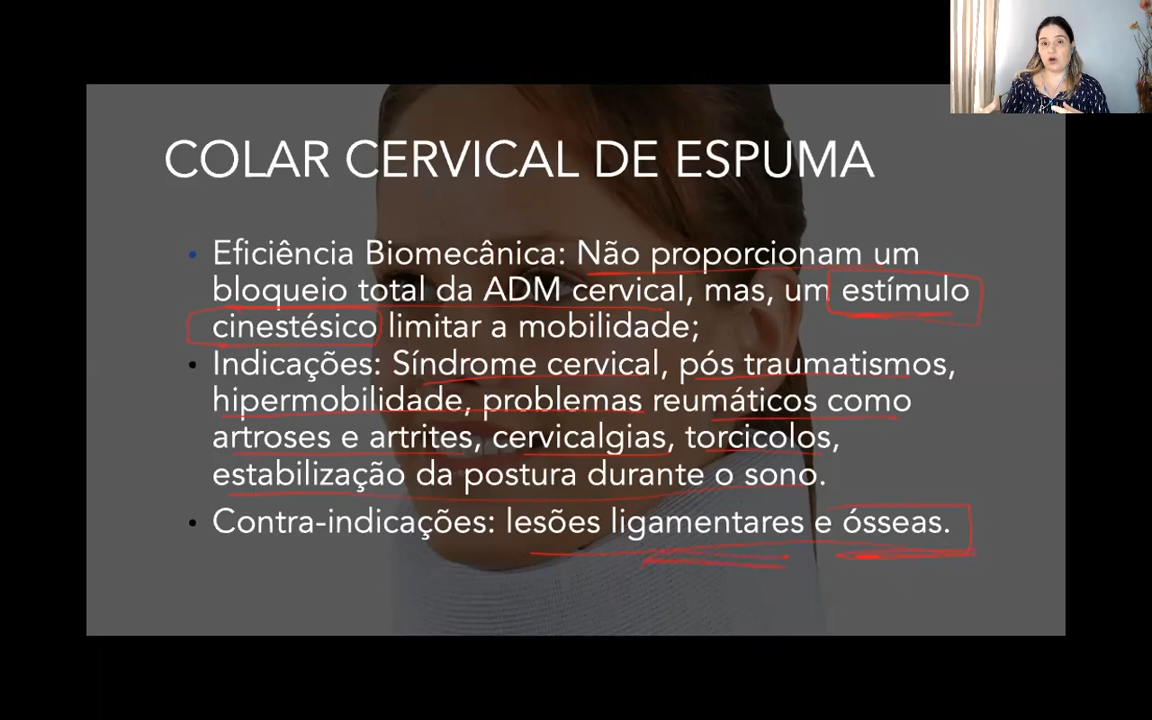 COLAR CERVICAL DE ESPUMA
• Eficiência Biomecânica: Não proporcionam um
bloqueio total da ADM cervical, mas, um estímulo
cinestésico limitar a mobilidade;
• Indicações: Síndrome cervical, pós traumatismos,
hipermobilidade, problemas reumáticos como
artroses e artrites, cervicalgias, torcicolos,
estabilização da postura durante o sono.
• Contra-indicações: lesões ligamentares e ósseas.